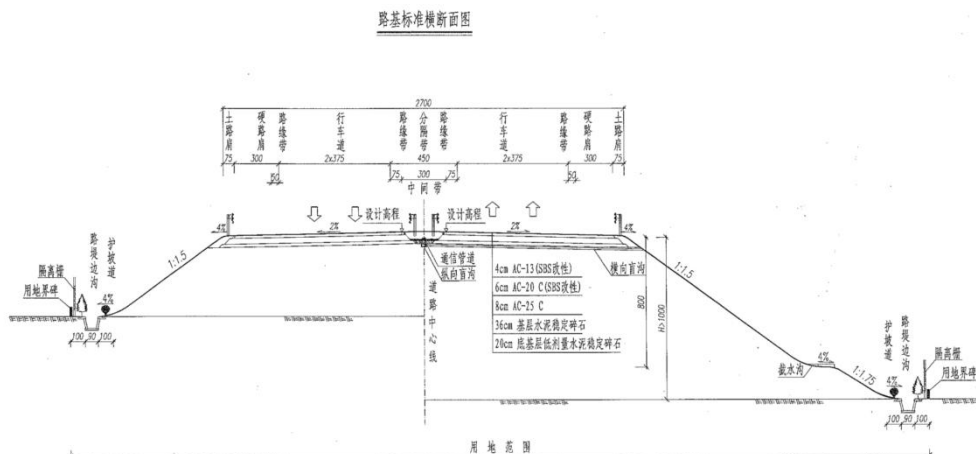 路基标准横断面图
2700
土路肩 硬路肩 路缘带 行车道 路缘带 分隔带 路缘带 行车道 路缘带 硬路肩 土路肩
75 300 2x375 450 2x375 300 75
50 75 300 75 50
中间带
设计高程 设计高程
4% 2% 2% 4%
通信管道
纵向盲沟
横向盲沟
道路中心线
4cm AC-13(SBS改性)
6cm AC-20 C(SBS改性)
8cm AC-25 C
36cm 基层水泥稳定碎石
20cm 底基层低剂量水泥稳定碎石
1:1.5
护坡道
路堤边沟
隔离栅
用地界碑
4%
100 90 100
1:1.5
800
H>1000
4%
截水沟
1:1.75
护坡道
路堤边沟
隔离栅
用地界碑
4%
100 90 100
用地范围